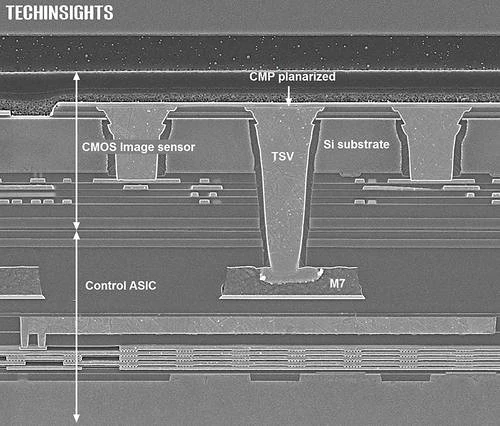 TECHINSIGHTS
CMP planarized
CMOS Image sensor
TSV
Si substrate
Control ASIC
M7